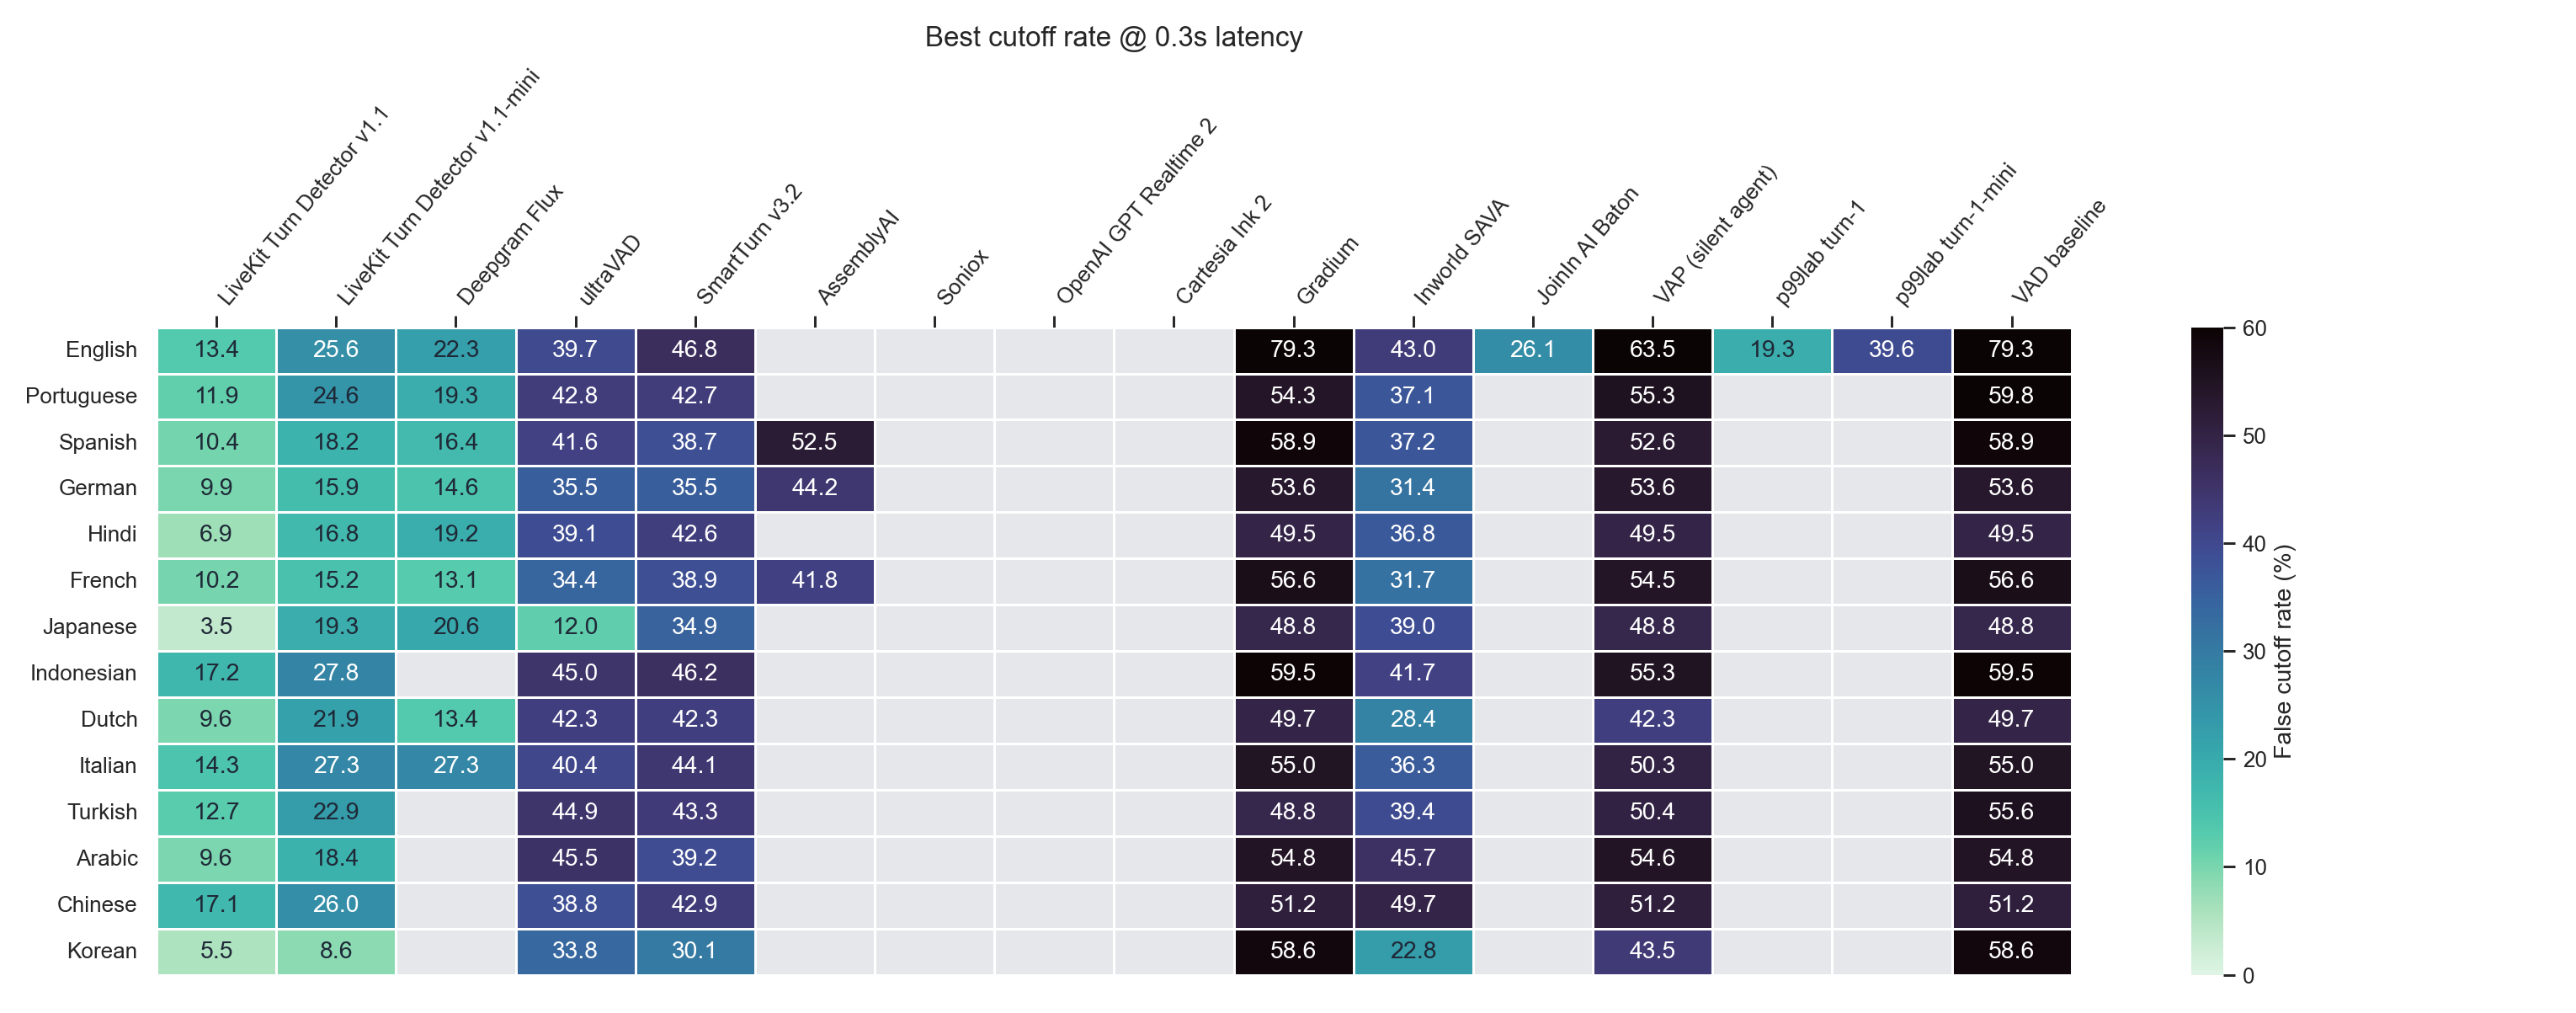 Best cutoff rate @ 0.3s latency
LiveKit Turn Detector v1.1
LiveKit Turn Detector v1.1-mini
Deepgram Flux
ultraVAD
SmartTurn v3.2
AssemblyAI
Soniox
OpenAI GPT Realtime 2
Cartesia Ink 2
Gradium
Inworld SAVA
JoinIn AI Baton
VAP (silent agent)
p99lab turn-1
p99lab turn-1-mini
VAD baseline
English 13.4 25.6 22.3 39.7 46.8 79.3 43.0 26.1 63.5 19.3 39.6 79.3
Portuguese 11.9 24.6 19.3 42.8 42.7 54.3 37.1 55.3 59.8
Spanish 10.4 18.2 16.4 41.6 38.7 52.5 58.9 37.2 52.6 58.9
German 9.9 15.9 14.6 35.5 35.5 44.2 53.6 31.4 53.6 53.6
Hindi 6.9 16.8 19.2 39.1 42.6 49.5 36.8 49.5 49.5
French 10.2 15.2 13.1 34.4 38.9 41.8 56.6 31.7 54.5 56.6
Japanese 3.5 19.3 20.6 12.0 34.9 48.8 39.0 48.8 48.8
Indonesian 17.2 27.8 45.0 46.2 59.5 41.7 55.3 59.5
Dutch 9.6 21.9 13.4 42.3 42.3 49.7 28.4 42.3 49.7
Italian 14.3 27.3 27.3 40.4 44.1 55.0 36.3 50.3 55.0
Turkish 12.7 22.9 44.9 43.3 48.8 39.4 50.4 55.6
Arabic 9.6 18.4 45.5 39.2 54.8 45.7 54.6 54.8
Chinese 17.1 26.0 38.8 42.9 51.2 49.7 51.2 51.2
Korean 5.5 8.6 33.8 30.1 58.6 22.8 43.5 58.6
60
50
40
30
20
10
0
False cutoff rate (%)